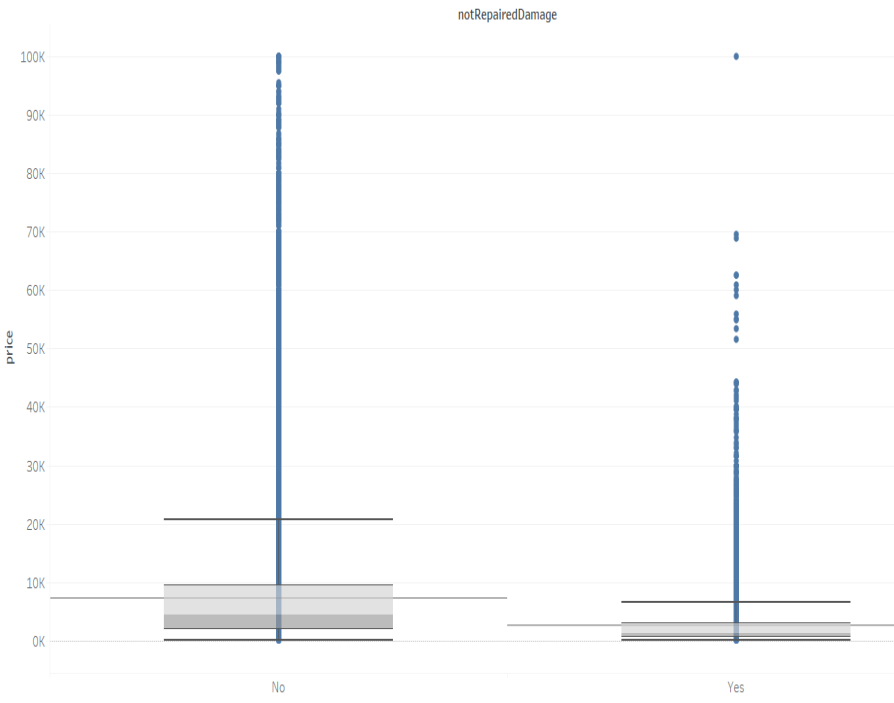 notRepairedDamage
100K
90K
80K
70K
60K
50K
40K
30K
20K
10K
0K
price
No
Yes